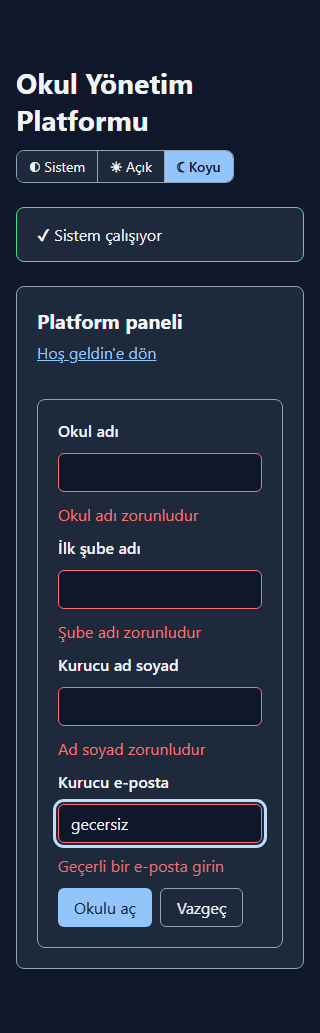 Okul Yönetim
Platformu
Sistem
Açık
Koyu
✓ Sistem çalışıyor
Platform paneli
Hoş geldin'e dön
Okul adı
Okul adı zorunludur
İlk şube adı
Şube adı zorunludur
Kurucu ad soyad
Ad soyad zorunludur
Kurucu e-posta
gecersiz
Geçerli bir e-posta girin
Okulu aç
Vazgeç